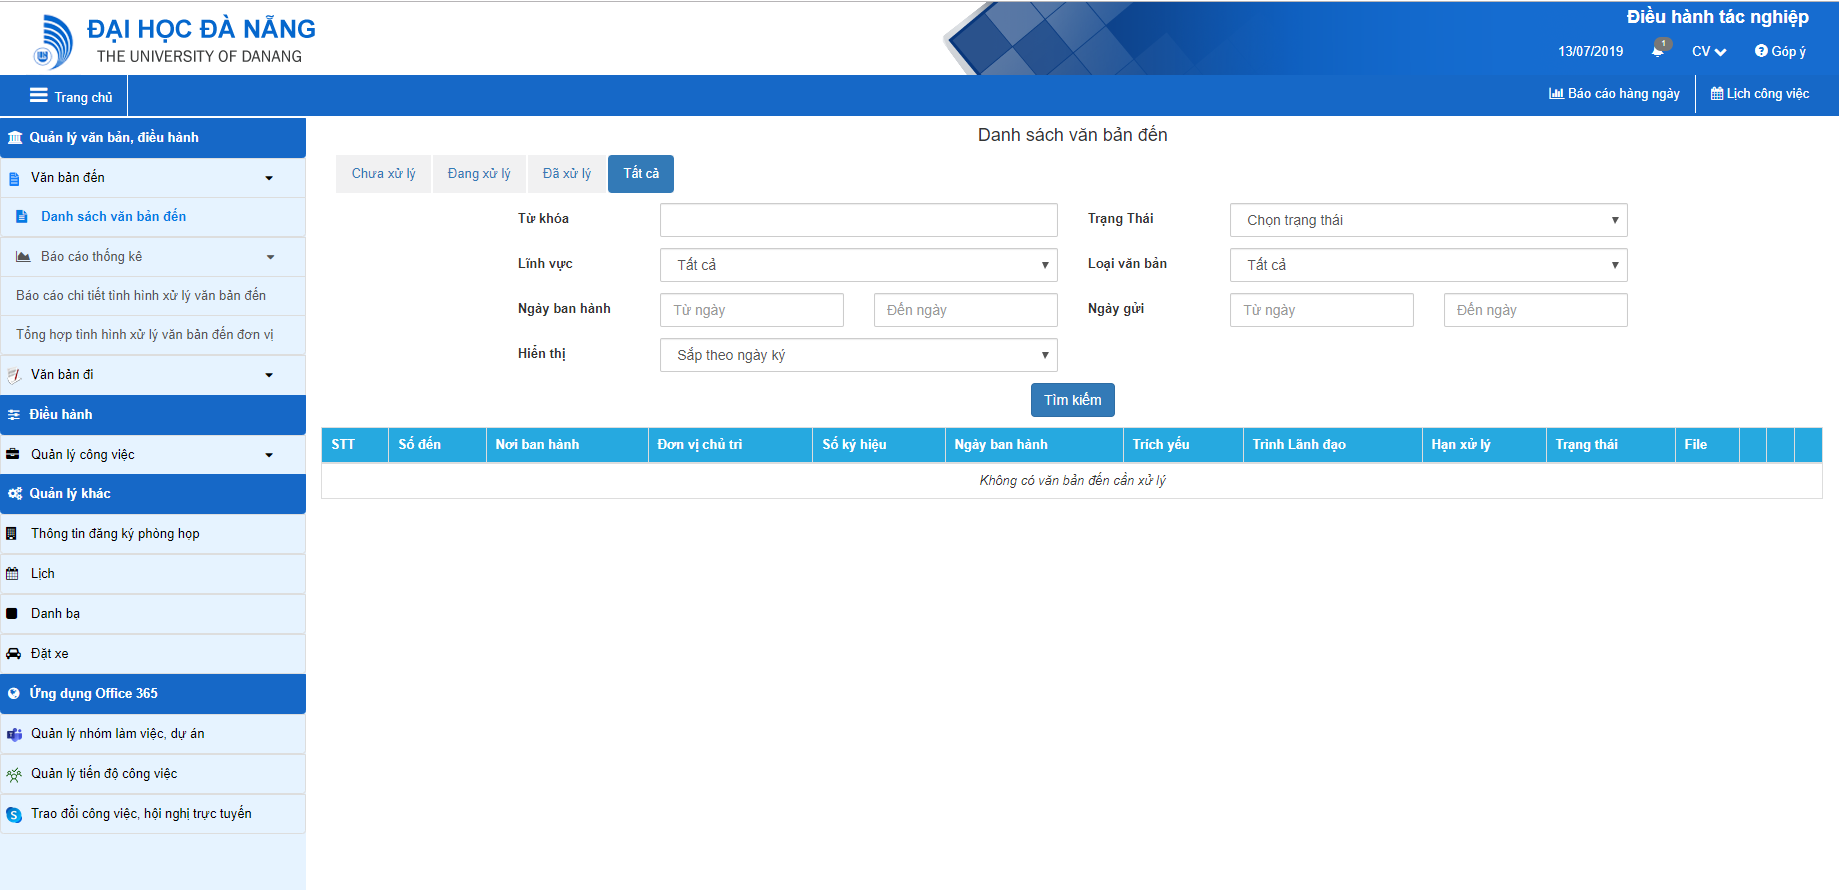 ĐẠI HỌC ĐÀ NẴNG
THE UNIVERSITY OF DANANG
Điều hành tác nghiệp
13/07/2019 1 CV Góp ý
Trang chủ
Báo cáo hàng ngày Lịch công việc
Quản lý văn bản, điều hành
Văn bản đến
Danh sách văn bản đến
Báo cáo thống kê
Báo cáo chi tiết tình hình xử lý văn bản đến
Tổng hợp tình hình xử lý văn bản đến đơn vị
Văn bản đi
Điều hành
Quản lý công việc
Quản lý khác
Thông tin đăng ký phòng họp
Lịch
Danh bạ
Đặt xe
Ứng dụng Office 365
Quản lý nhóm làm việc, dự án
Quản lý tiến độ công việc
Trao đổi công việc, hội nghị trực tuyến
Danh sách văn bản đến
Chưa xử lý Đang xử lý Đã xử lý Tất cả
Từ khóa Trạng Thái Chọn trạng thái
Lĩnh vực Tất cả Loại văn bản Tất cả
Ngày ban hành Từ ngày Đến ngày Ngày gửi Từ ngày Đến ngày
Hiển thị Sắp theo ngày ký
Tìm kiếm
STT Số đến Nơi ban hành Đơn vị chủ trì Số ký hiệu Ngày ban hành Trích yếu Trình Lãnh đạo Hạn xử lý Trạng thái File
Không có văn bản đến cần xử lý